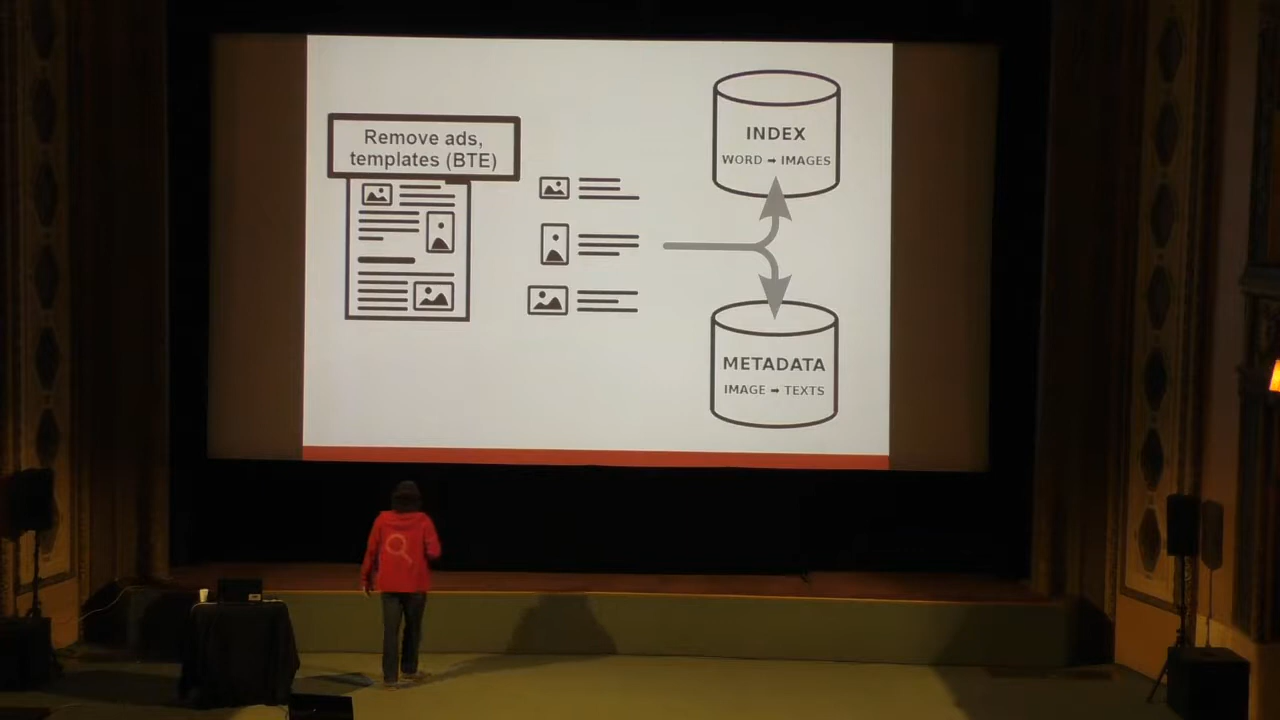 Remove ads,
templates (BTE)
INDEX
WORD ➡ IMAGES
METADATA
IMAGE ➡ TEXTS